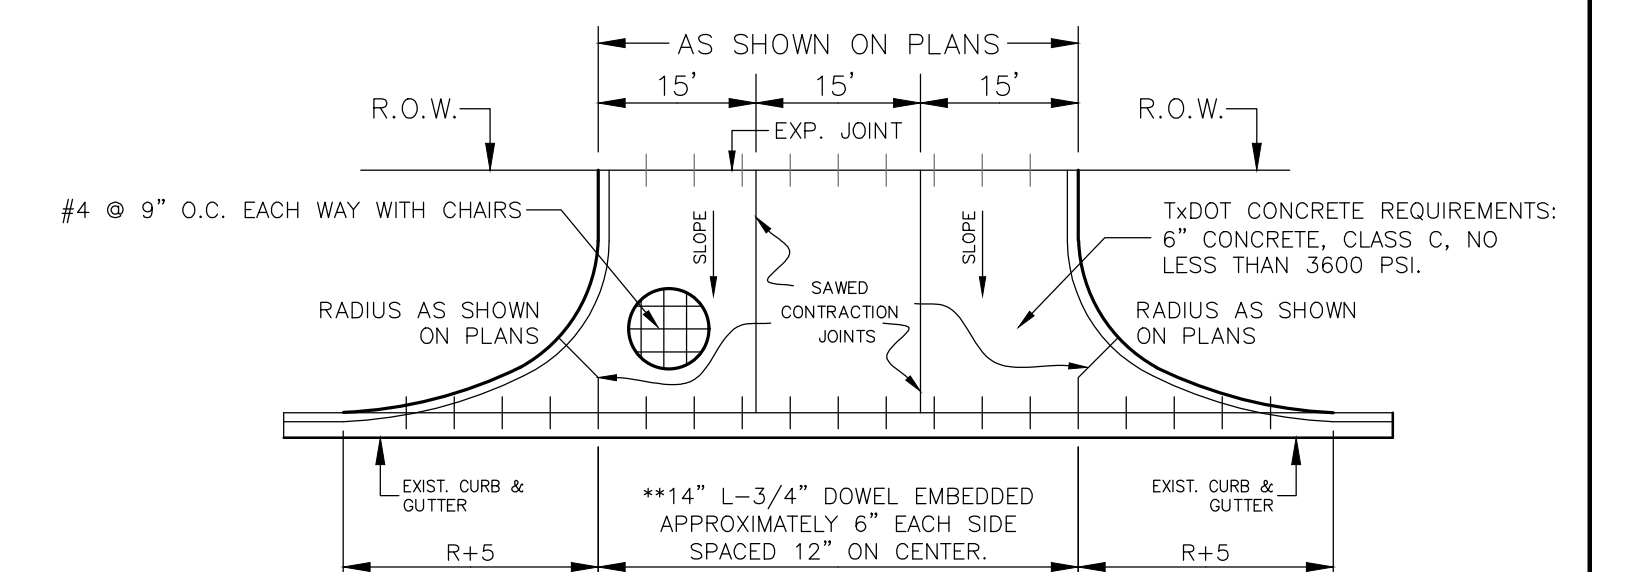 AS SHOWN ON PLANS
15’ 15’ 15’
R.O.W. R.O.W.
EXP. JOINT
#4 @ 9” O.C. EACH WAY WITH CHAIRS
SLOPE SLOPE
TxDOT CONCRETE REQUIREMENTS:
6” CONCRETE, CLASS C, NO
LESS THAN 3600 PSI.
SAWED
CONTRACTION
JOINTS
RADIUS AS SHOWN
ON PLANS
RADIUS AS SHOWN
ON PLANS
EXIST. CURB &
GUTTER
**14” L-3/4” DOWEL EMBEDDED
APPROXIMATELY 6” EACH SIDE
SPACED 12” ON CENTER.
EXIST. CURB &
GUTTER
R+5 R+5